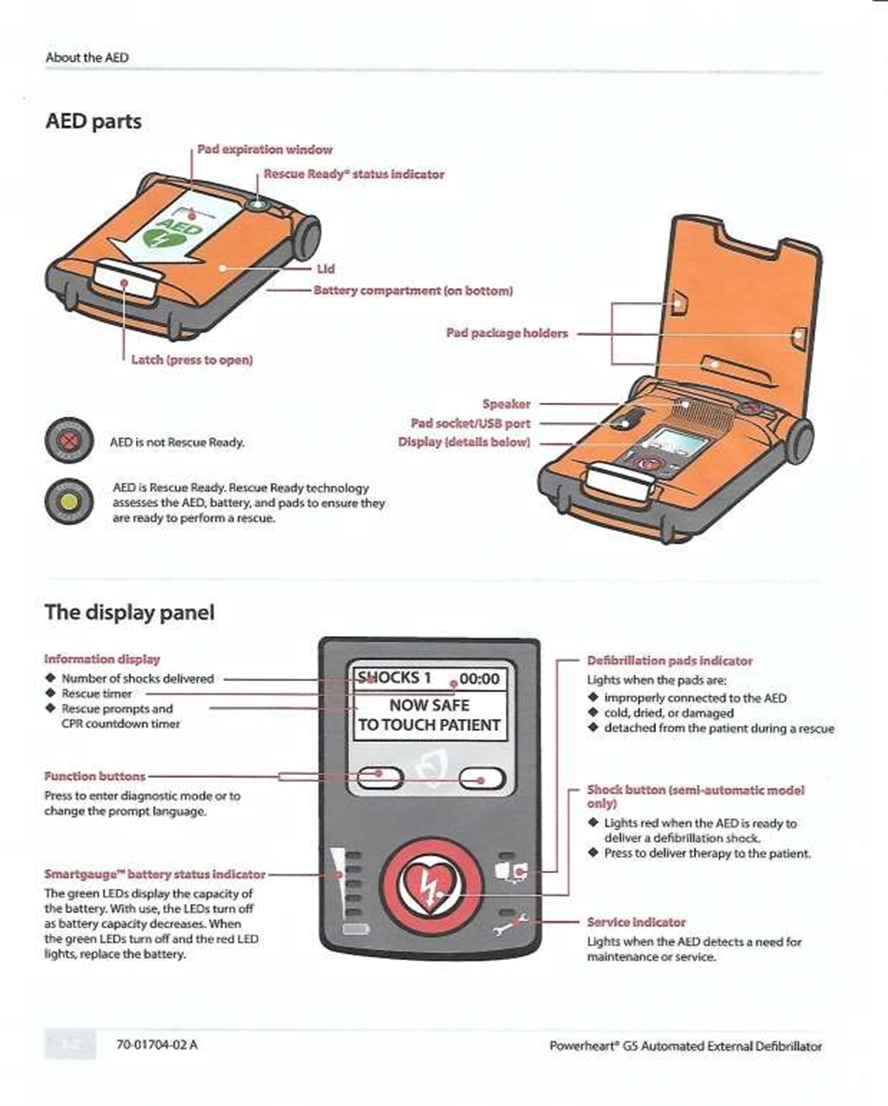 About the AED
AED parts
Pad expiration window
Rescue Ready® status indicator
AED
Lid
Battery compartment (on bottom)
Latch (press to open)
Pad package holders
Speaker
Pad socket/USB port
Display (details below)
AED is not Rescue Ready.
AED is Rescue Ready. Rescue Ready technology
assesses the AED, battery, and pads to ensure they
are ready to perform a rescue.
The display panel
Information display
◆ Number of shocks delivered
◆ Rescue timer
◆ Rescue prompts and
CPR countdown timer
Function buttons
Press to enter diagnostic mode or to
change the prompt language.
Smartgauge™ battery status indicator
The green LEDs display the capacity of
the battery. With use, the LEDs turn off
as battery capacity decreases. When
the green LEDs turn off and the red LED
lights, replace the battery.
SHOCKS 1 00:00
NOW SAFE
TO TOUCH PATIENT
Defibrillation pads indicator
Lights when the pads are:
◆ improperly connected to the AED
◆ cold, dried, or damaged
◆ detached from the patient during a rescue
Shock button (semi-automatic model
only)
◆ Lights red when the AED is ready to
deliver a defibrillation shock.
◆ Press to deliver therapy to the patient.
Service indicator
Lights when the AED detects a need for
maintenance or service.
1-2
70-01704-02 A
Powerheart® G5 Automated External Defibrillator